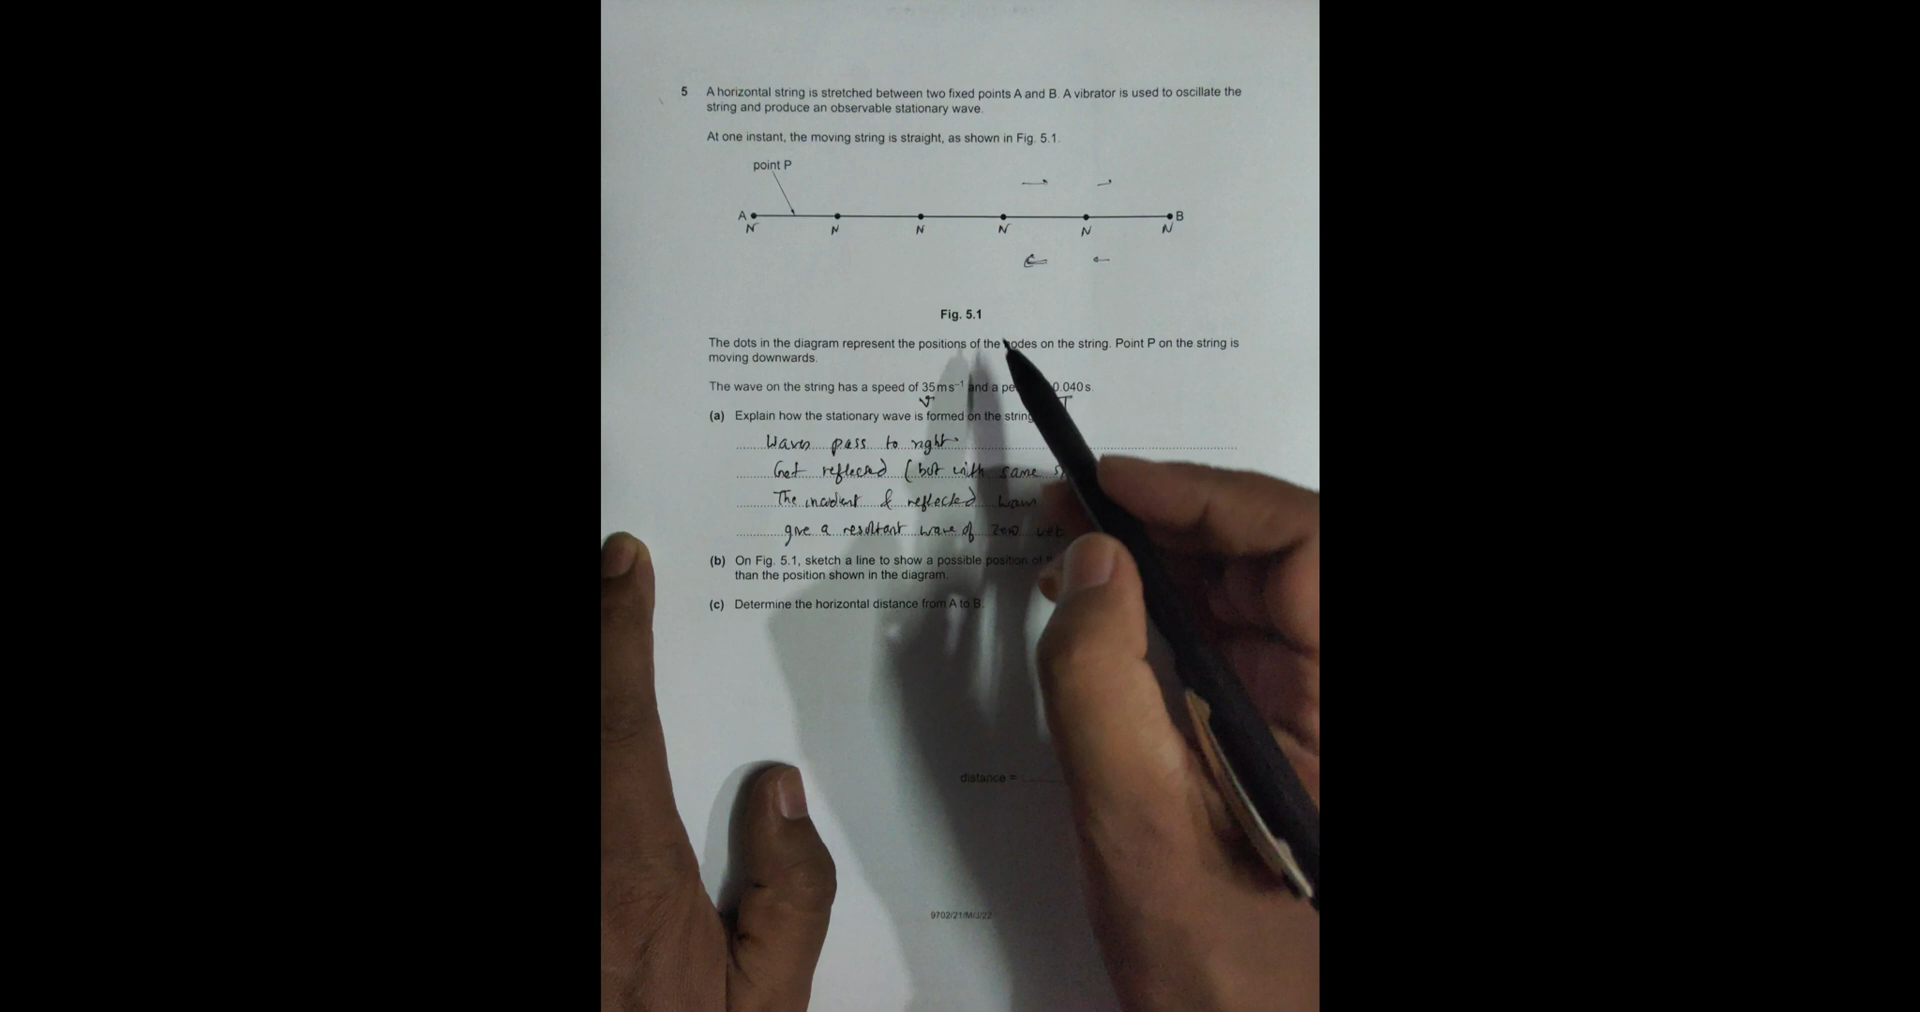 5 A horizontal string is stretched between two fixed points A and B. A vibrator is used to oscillate the
string and produce an observable stationary wave.
At one instant, the moving string is straight, as shown in Fig. 5.1.
point P
A B
N N N N N N
Fig. 5.1
The dots in the diagram represent the positions of the nodes on the string. Point P on the string is
moving downwards.
The wave on the string has a speed of 35 m s⁻¹ and a 0.040 s.
v T
(a) Explain how the stationary wave is formed on the string
Waves pass to right.
Get reflected (but with same
The incident & reflected waves
give a resultant wave of zero
(b) On Fig. 5.1, sketch a line to show a possible position of
than the position shown in the diagram.
(c) Determine the horizontal distance from A to B.
distance =
9702/21/M/J/22